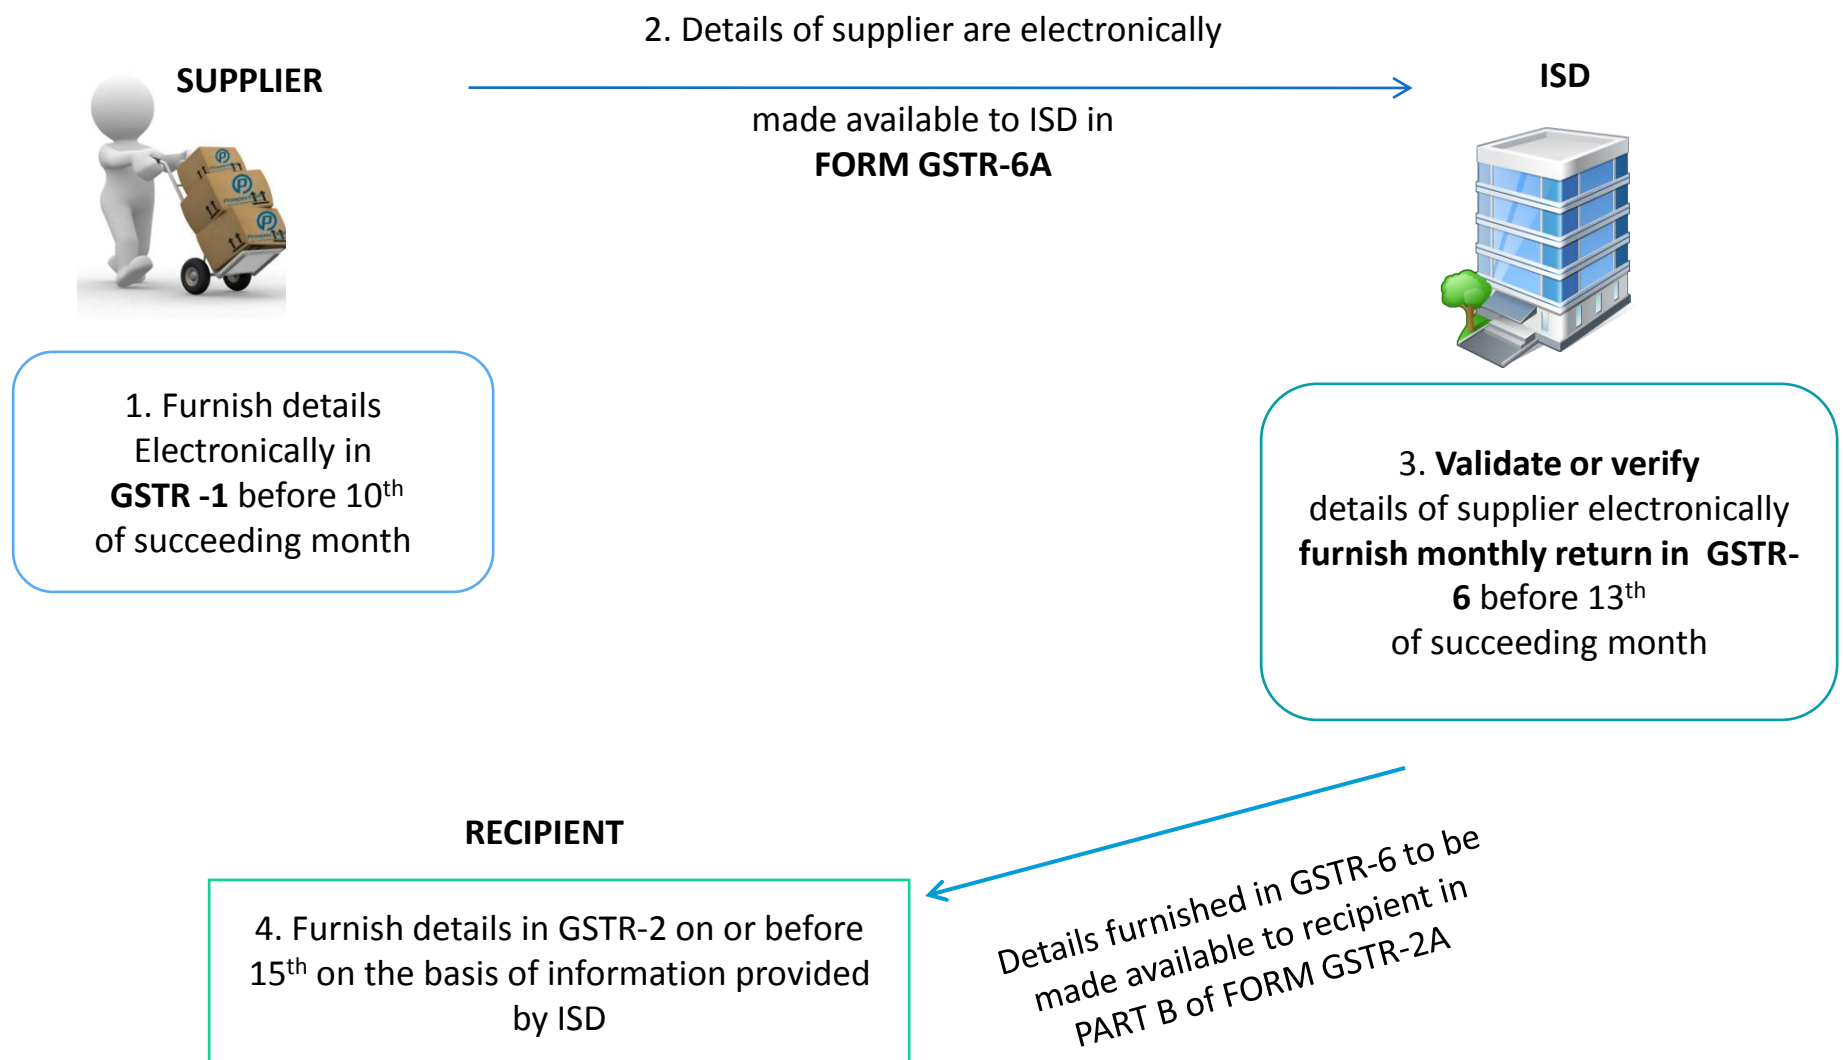 2. Details of supplier are electronically
SUPPLIER
ISD
made available to ISD in
FORM GSTR-6A
1. Furnish details
Electronically in
GSTR -1 before 10th
of succeeding month
3. Validate or verify
details of supplier electronically
furnish monthly return in GSTR-
6 before 13th
of succeeding month
RECIPIENT
4. Furnish details in GSTR-2 on or before
15th on the basis of information provided
by ISD
Details furnished in GSTR-6 to be
made available to recipient in
PART B of FORM GSTR-2A